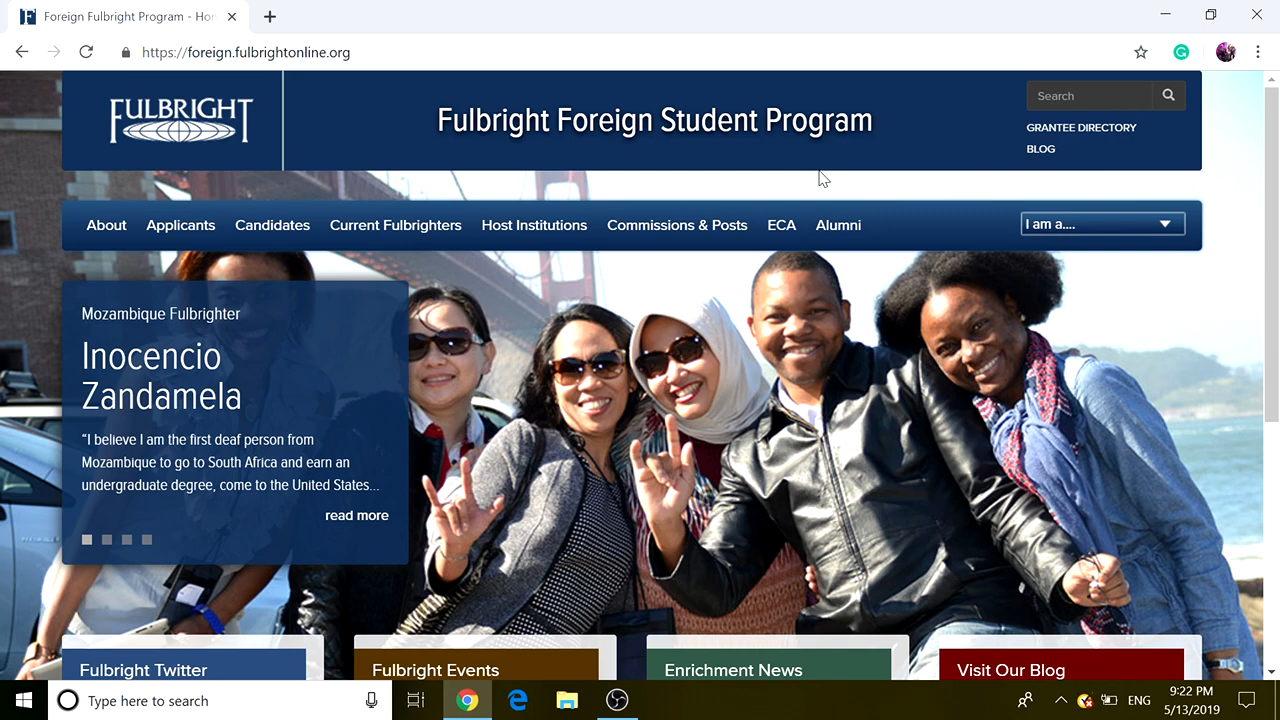 Foreign Fulbright Program - Ho
https://foreign.fulbrightonline.org
FULBRIGHT
Fulbright Foreign Student Program
Search
GRANTEE DIRECTORY
BLOG
About Applicants Candidates Current Fulbrighters Host Institutions Commissions & Posts ECA Alumni I am a....
Mozambique Fulbrighter
Inocencio
Zandamela
“I believe I am the first deaf person from
Mozambique to go to South Africa and earn an
undergraduate degree, come to the United States...
read more
Fulbright Twitter Fulbright Events Enrichment News Visit Our Blog
Type here to search
ENG
9:22 PM
5/13/2019